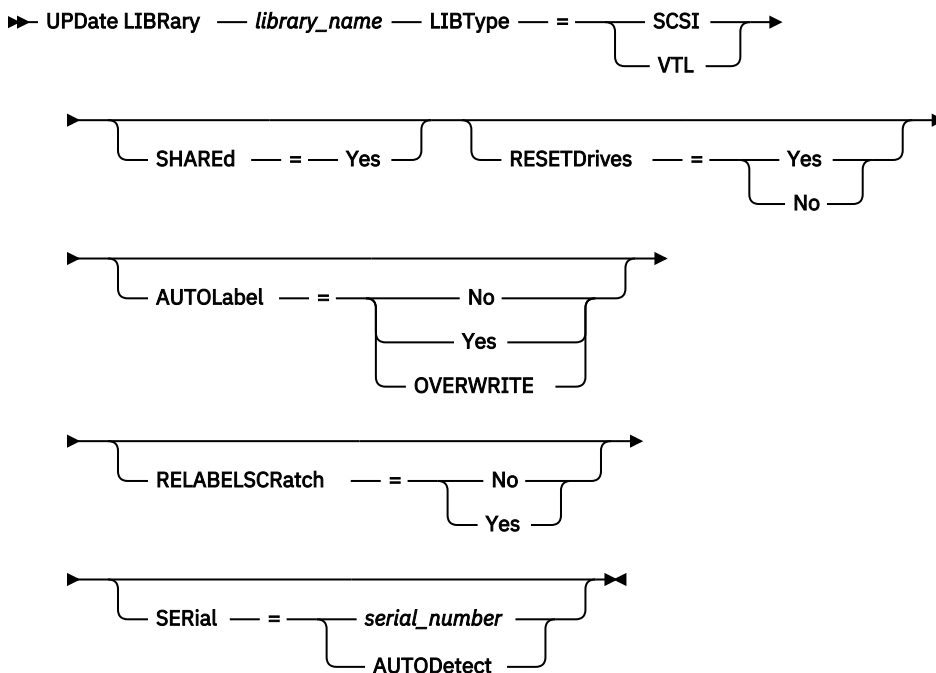 UPDate LIBRary library_name LIBType = SCSI
VTL
SHAREd = Yes RESETDrives = Yes
No
AUTOLabel = No
Yes
OVERWRITE
RELABELSCRatch = No
Yes
SERial = serial_number
AUTODetect